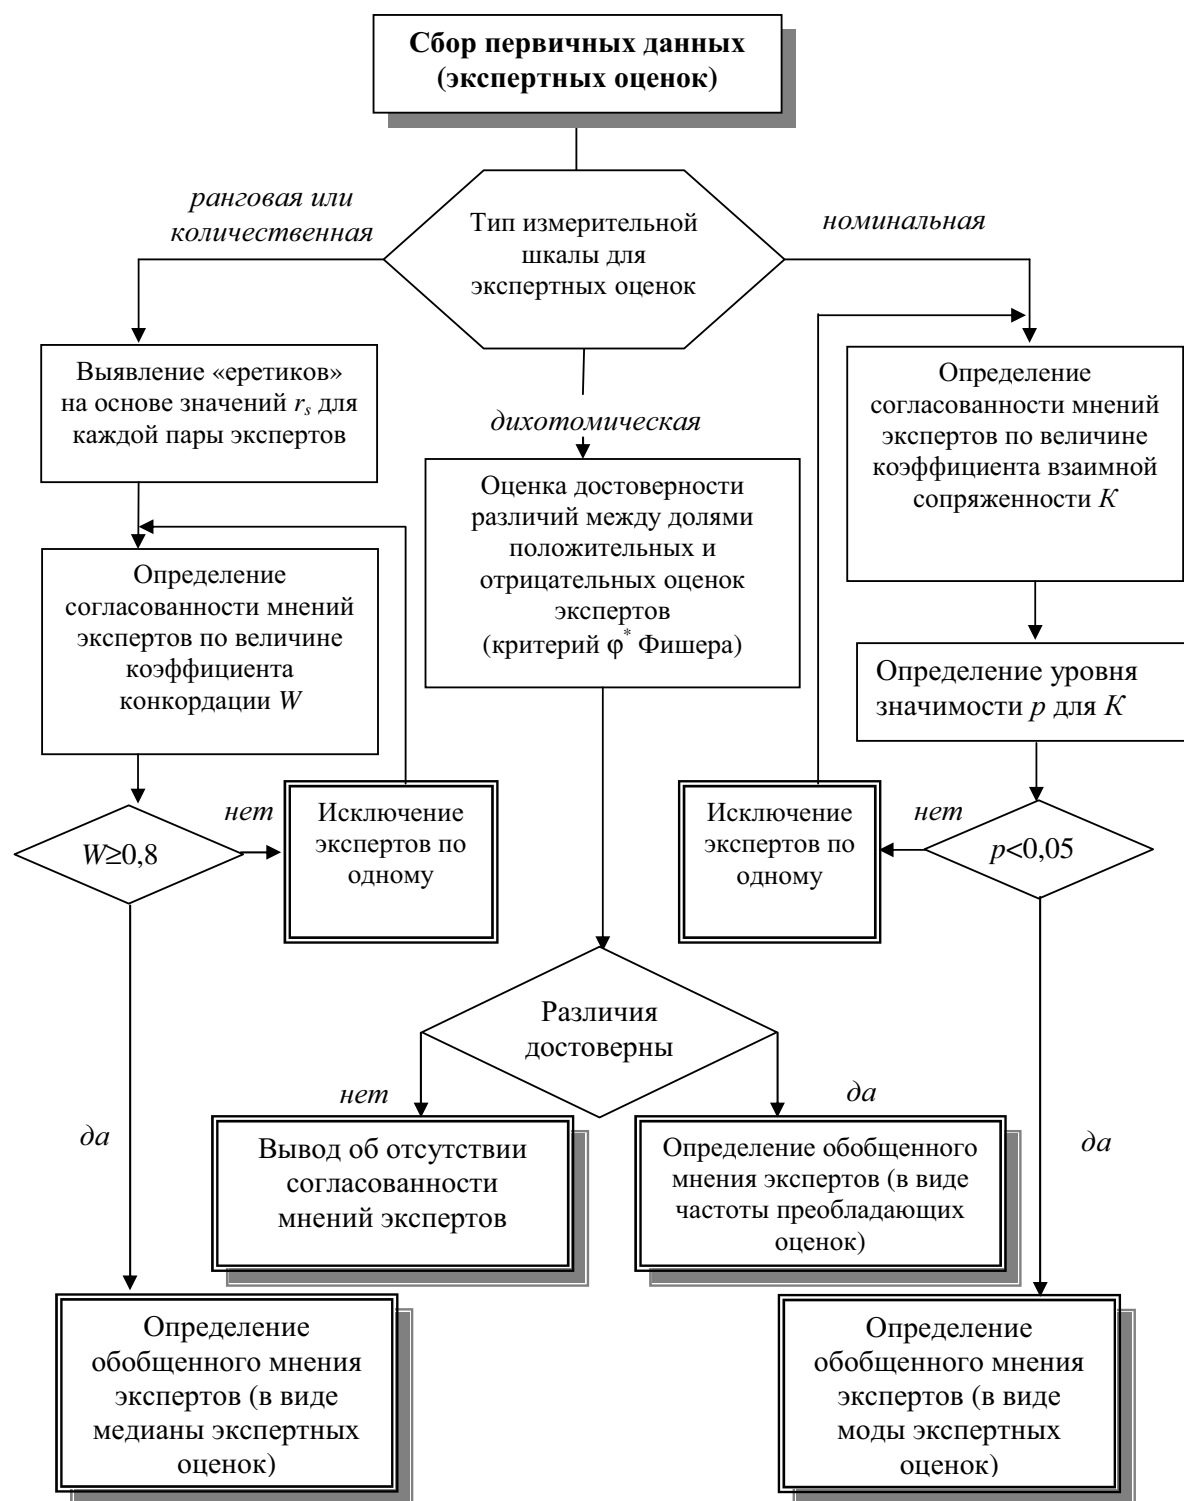 Сбор первичных данных
(экспертных оценок)
ранговая или
количественная
Тип измерительной
шкалы для
экспертных оценок
номинальная
Выявление «еретиков»
на основе значений r_s для
каждой пары экспертов
дихотомическая
Определение
согласованности мнений
экспертов по величине
коэффициента взаимной
сопряженности К
Оценка достоверности
различий между долями
положительных и
отрицательных оценок
экспертов
(критерий φ* Фишера)
Определение
согласованности мнений
экспертов по величине
коэффициента
конкордации W
Определение уровня
значимости p для К
W≥0,8
нет
Исключение
экспертов по
одному
Исключение
экспертов по
одному
нет
p<0,05
Различия
достоверны
нет
да
да
да
Вывод об отсутствии
согласованности
мнений экспертов
Определение обобщенного
мнения экспертов (в виде
частоты преобладающих
оценок)
Определение
обобщенного мнения
экспертов (в виде
медианы экспертных
оценок)
Определение
обобщенного мнения
экспертов (в виде
моды экспертных
оценок)